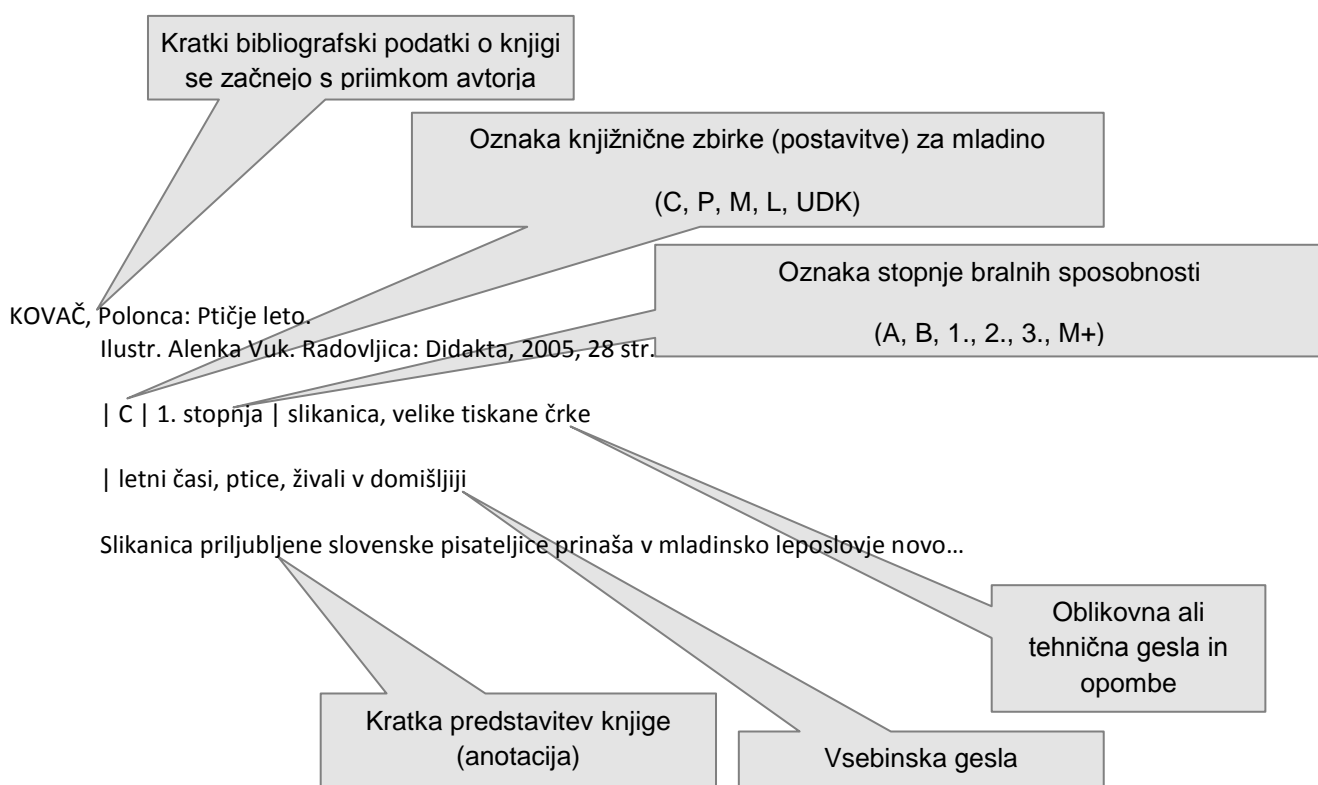 Kratki bibliografski podatki o knjigi
se začnejo s priimkom avtorja
Oznaka knjižnične zbirke (postavitve) za mladino
(C, P, M, L, UDK)
Oznaka stopnje bralnih sposobnosti
(A, B, 1., 2., 3., M+)
KOVAČ, Polonca: Ptičje leto.
Ilustr. Alenka Vuk. Radovljica: Didakta, 2005, 28 str.
| C | 1. stopnja | slikanica, velike tiskane črke
| letni časi, ptice, živali v domišljiji
Slikanica priljubljene slovenske pisateljice prinaša v mladinsko leposlovje novo…
Oblikovna ali
tehnična gesla in
opombe
Kratka predstavitev knjige
(anotacija)
Vsebinska gesla